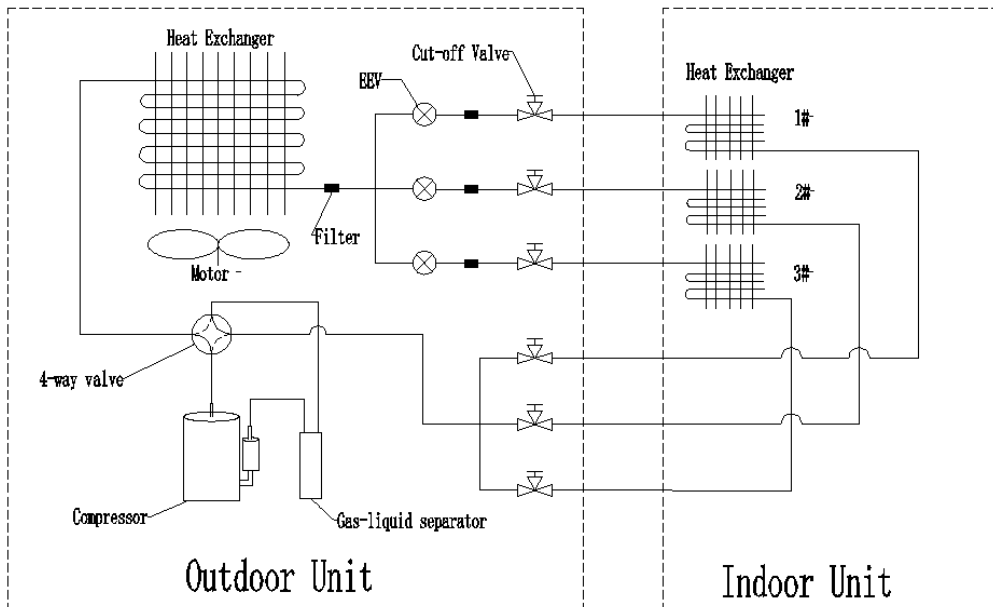 Heat Exchanger
Cut-off Valve
EEV
Heat Exchanger
1#
2#
Filter
3#
Motor
4-way valve
Compressor
Gas-liquid separator
Outdoor Unit
Indoor Unit